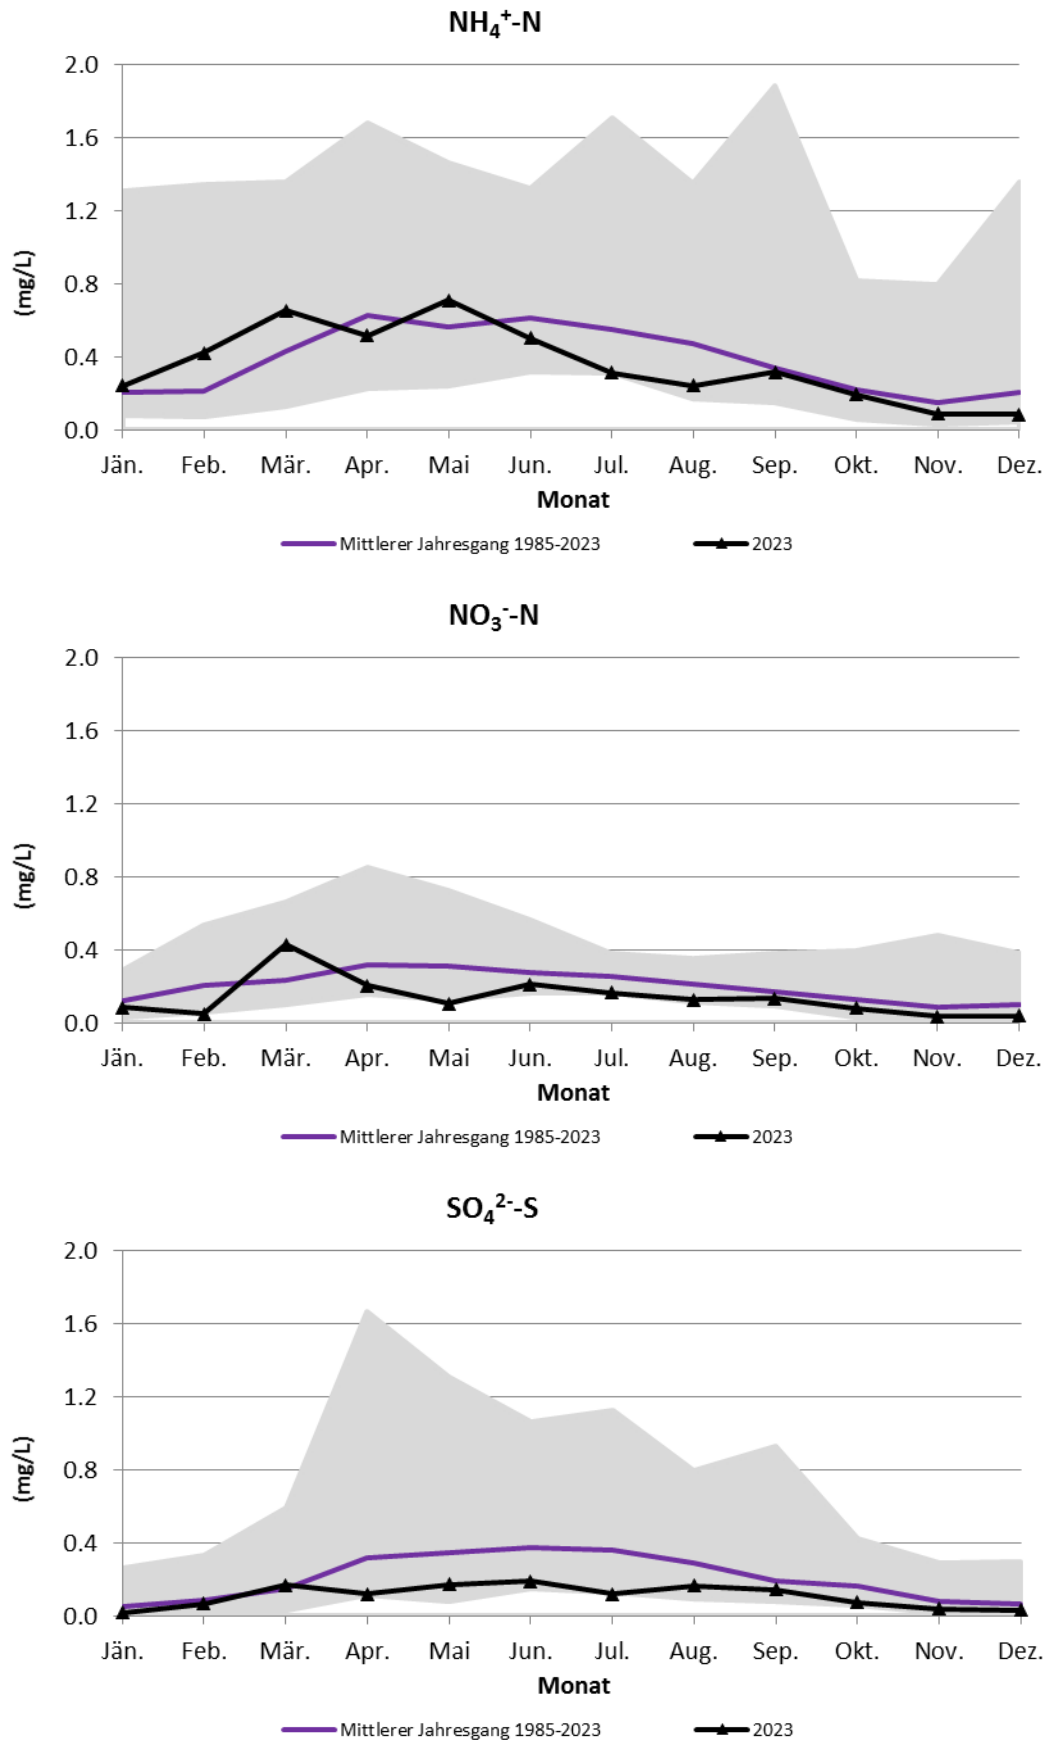 NH₄⁺-N
2.0
1.6
1.2
0.8
0.4
0.0
(mg/L)
Jän. Feb. Mär. Apr. Mai Jun. Jul. Aug. Sep. Okt. Nov. Dez.
Monat
Mittlerer Jahresgang 1985-2023 2023
NO₃⁻-N
2.0
1.6
1.2
0.8
0.4
0.0
(mg/L)
Jän. Feb. Mär. Apr. Mai Jun. Jul. Aug. Sep. Okt. Nov. Dez.
Monat
Mittlerer Jahresgang 1985-2023 2023
SO₄²⁻-S
2.0
1.6
1.2
0.8
0.4
0.0
(mg/L)
Jän. Feb. Mär. Apr. Mai Jun. Jul. Aug. Sep. Okt. Nov. Dez.
Monat
Mittlerer Jahresgang 1985-2023 2023